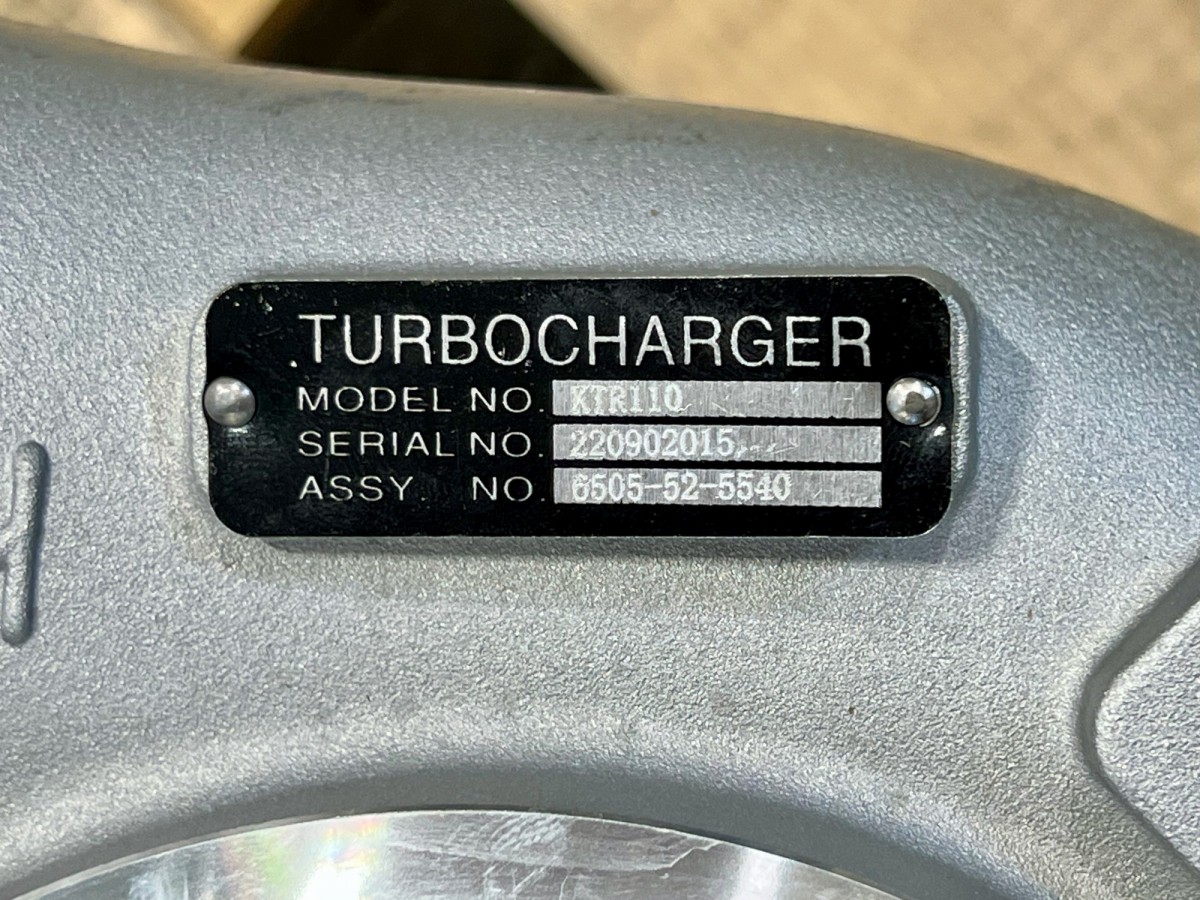 TURBOCHARGER
MODEL NO. KTR110
SERIAL NO. 220902015
ASSY. NO. 6505-52-5540